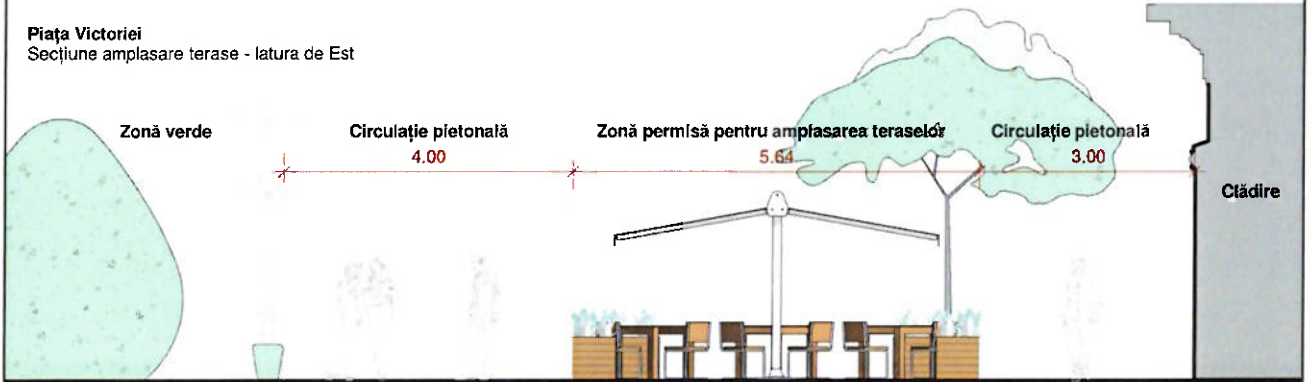 Piața Victoriei
Secțiune amplasare terase - latura de Est
Zonă verde
Circulație pietonală
Zonă permisă pentru amplasarea teraselor
Circulație pietonală
4.00
5.64
3.00
Clădire